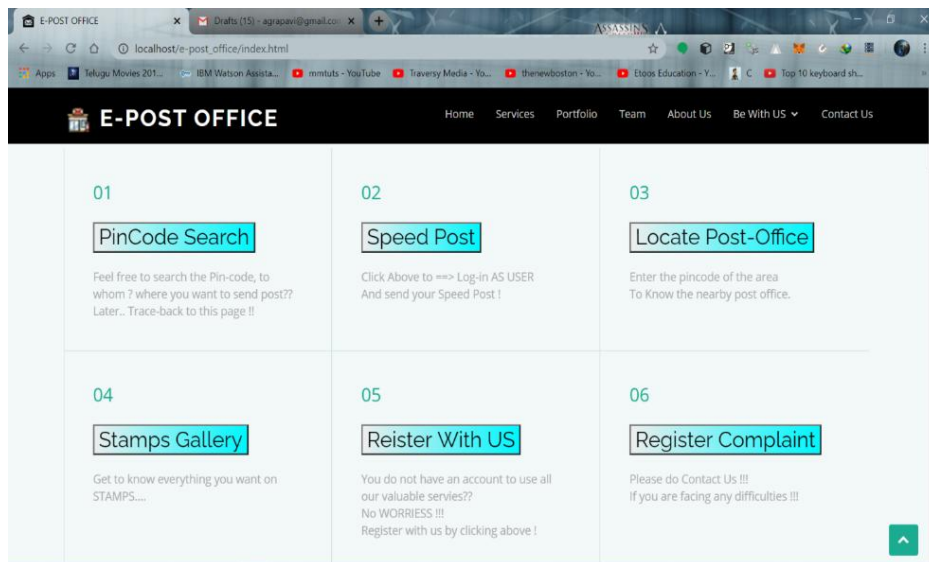 E-POST OFFICE
Drafts (15) - agrapavi@gmail.co
ASSASSIN'S
localhost/e-post_office/index.html
Apps
Telugu Movies 201...
IBM Watson Assista...
mmtuts - YouTube
Traversy Media - Yo...
thenewboston - Yo...
Etoos Education - Y...
C
Top 10 keyboard sh...
E-POST OFFICE
Home Services Portfolio Team About Us Be With US Contact Us
01
PinCode Search
Feel free to search the Pin-code, to
whom ? where you want to send post??
Later.. Trace-back to this page !!
02
Speed Post
Click Above to ==> Log-in AS USER
And send your Speed Post !
03
Locate Post-Office
Enter the pincode of the area
To Know the nearby post office.
04
Stamps Gallery
Get to know everything you want on
STAMPS....
05
Reister With US
You do not have an account to use all
our valuable servies??
No WORRIESS !!!
Register with us by clicking above !
06
Register Complaint
Please do Contact Us !!!
If you are facing any difficulties !!!